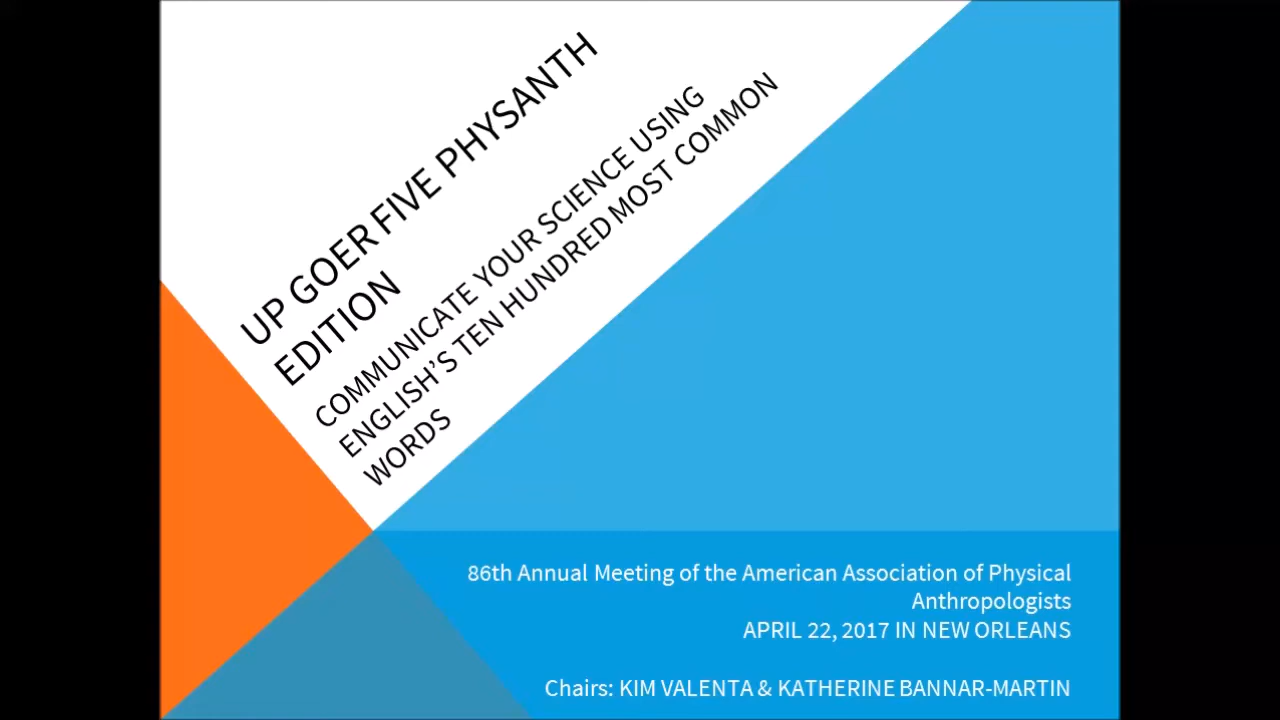 UP GOER FIVE PHYSANTH
EDITION
COMMUNICATE YOUR SCIENCE USING
ENGLISH'S TEN HUNDRED MOST COMMON
WORDS
86th Annual Meeting of the American Association of Physical
Anthropologists
APRIL 22, 2017 IN NEW ORLEANS
Chairs: KIM VALENTA & KATHERINE BANNAR-MARTIN